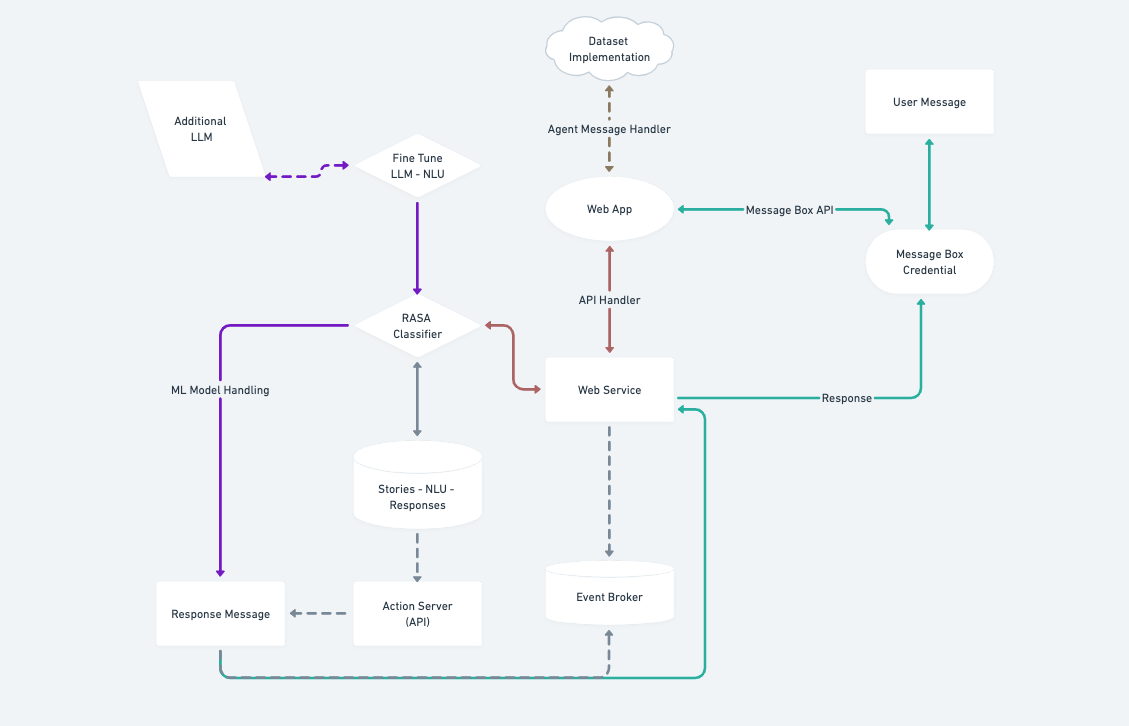 Dataset
Implementation
User Message
Additional
LLM
Agent Message Handler
Fine Tune
LLM - NLU
Web App
Message Box API
Message Box
Credential
API Handler
RASA
Classifier
ML Model Handling
Web Service
Response
Stories - NLU -
Responses
Event Broker
Response Message
Action Server
(API)